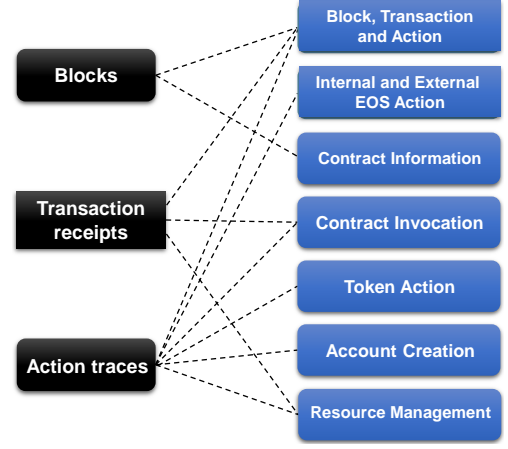 Blocks
Transaction
receipts
Action traces
Block, Transaction
and Action
Internal and External
EOS Action
Contract Information
Contract Invocation
Token Action
Account Creation
Resource Management